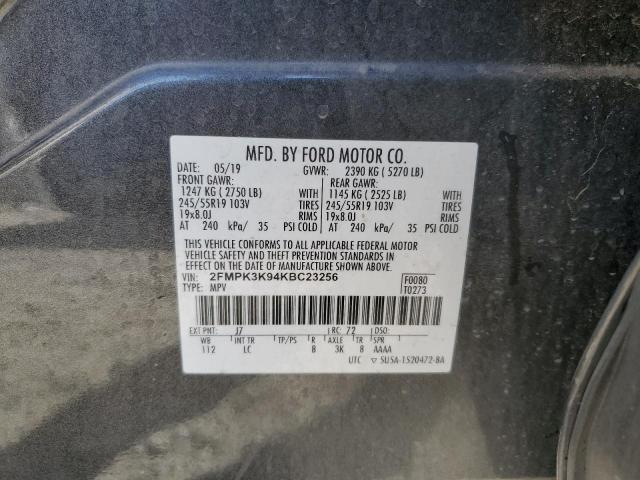 MFD. BY FORD MOTOR CO.
DATE: 05/19 GVWR: 2390 KG ( 5270 LB)
FRONT GAWR: REAR GAWR:
1247 KG ( 2750 LB) WITH 1145 KG ( 2525 LB) WITH
245/55R19 103V TIRES 245/55R19 103V TIRES
19x8.0J RIMS 19x8.0J RIMS
AT 240 kPa/ 35 PSI COLD AT 240 kPa/ 35 PSI COLD
THIS VEHICLE CONFORMS TO ALL APPLICABLE FEDERAL MOTOR
VEHICLE SAFETY AND THEFT PREVENTION STANDARDS IN
EFFECT ON THE DATE OF MANUFACTURE SHOWN ABOVE.
VIN: 2FMPK3K94KBC23256 F0080
TYPE: MPV T0273
EXT PNT: J7 RC: 72 DSO:
WB INT TR TP/PS R AXLE TR SPR
112 LC 8 3K 8 AAAA
UTC ▽ 5U5A-1520472-BA